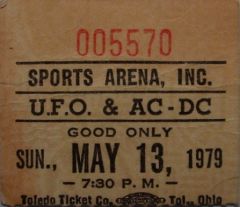 005570
SPORTS ARENA, INC.
U.F.O. & AC-DC
GOOD ONLY
SUN., MAY 13, 1979
—7:30 P. M.—
Toledo Ticket Co. Tol., Ohio